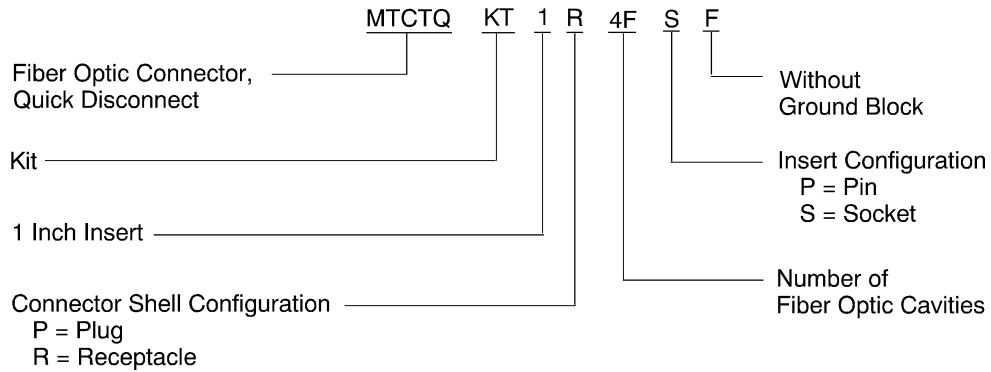 MTCTQ KT 1 R 4F S F
Fiber Optic Connector,
Quick Disconnect
Kit
1 Inch Insert
Connector Shell Configuration
P = Plug
R = Receptacle
Without
Ground Block
Insert Configuration
P = Pin
S = Socket
Number of
Fiber Optic Cavities